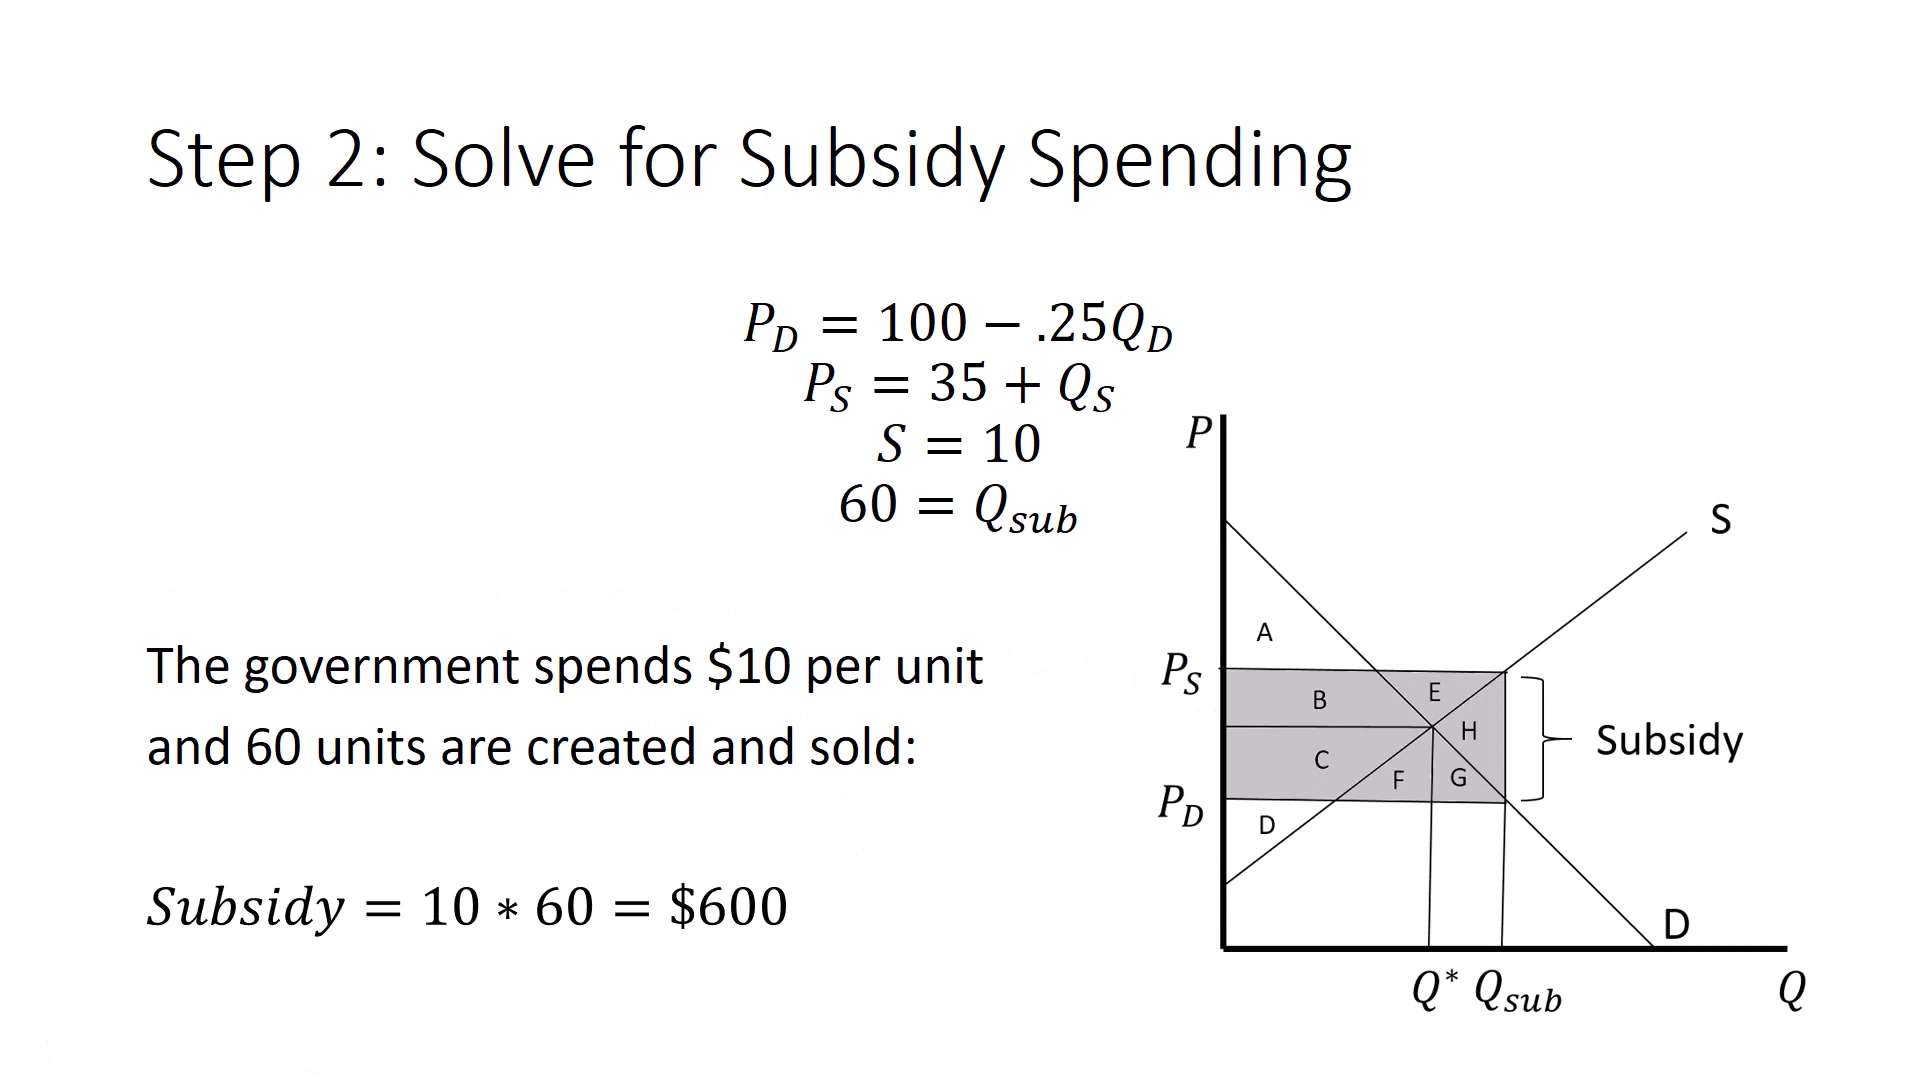 Step 2: Solve for Subsidy Spending
P_D = 100 − .25Q_D
P_S = 35 + Q_S
S = 10
60 = Q_sub
The government spends $10 per unit
and 60 units are created and sold:
Subsidy = 10 ∗ 60 = $600
P
S
A
P_S
B
E
H
Subsidy
C
F
G
P_D
D
D
Q* Q_sub
Q